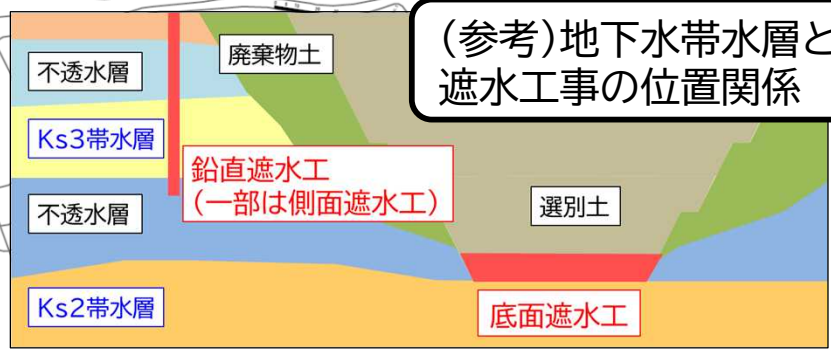 (参考)地下水帯水層と
遮水工事の位置関係
廃棄物土
不透水層
Ks3帯水層
鉛直遮水工
(一部は側面遮水工)
不透水層
選別土
Ks2帯水層
底面遮水工